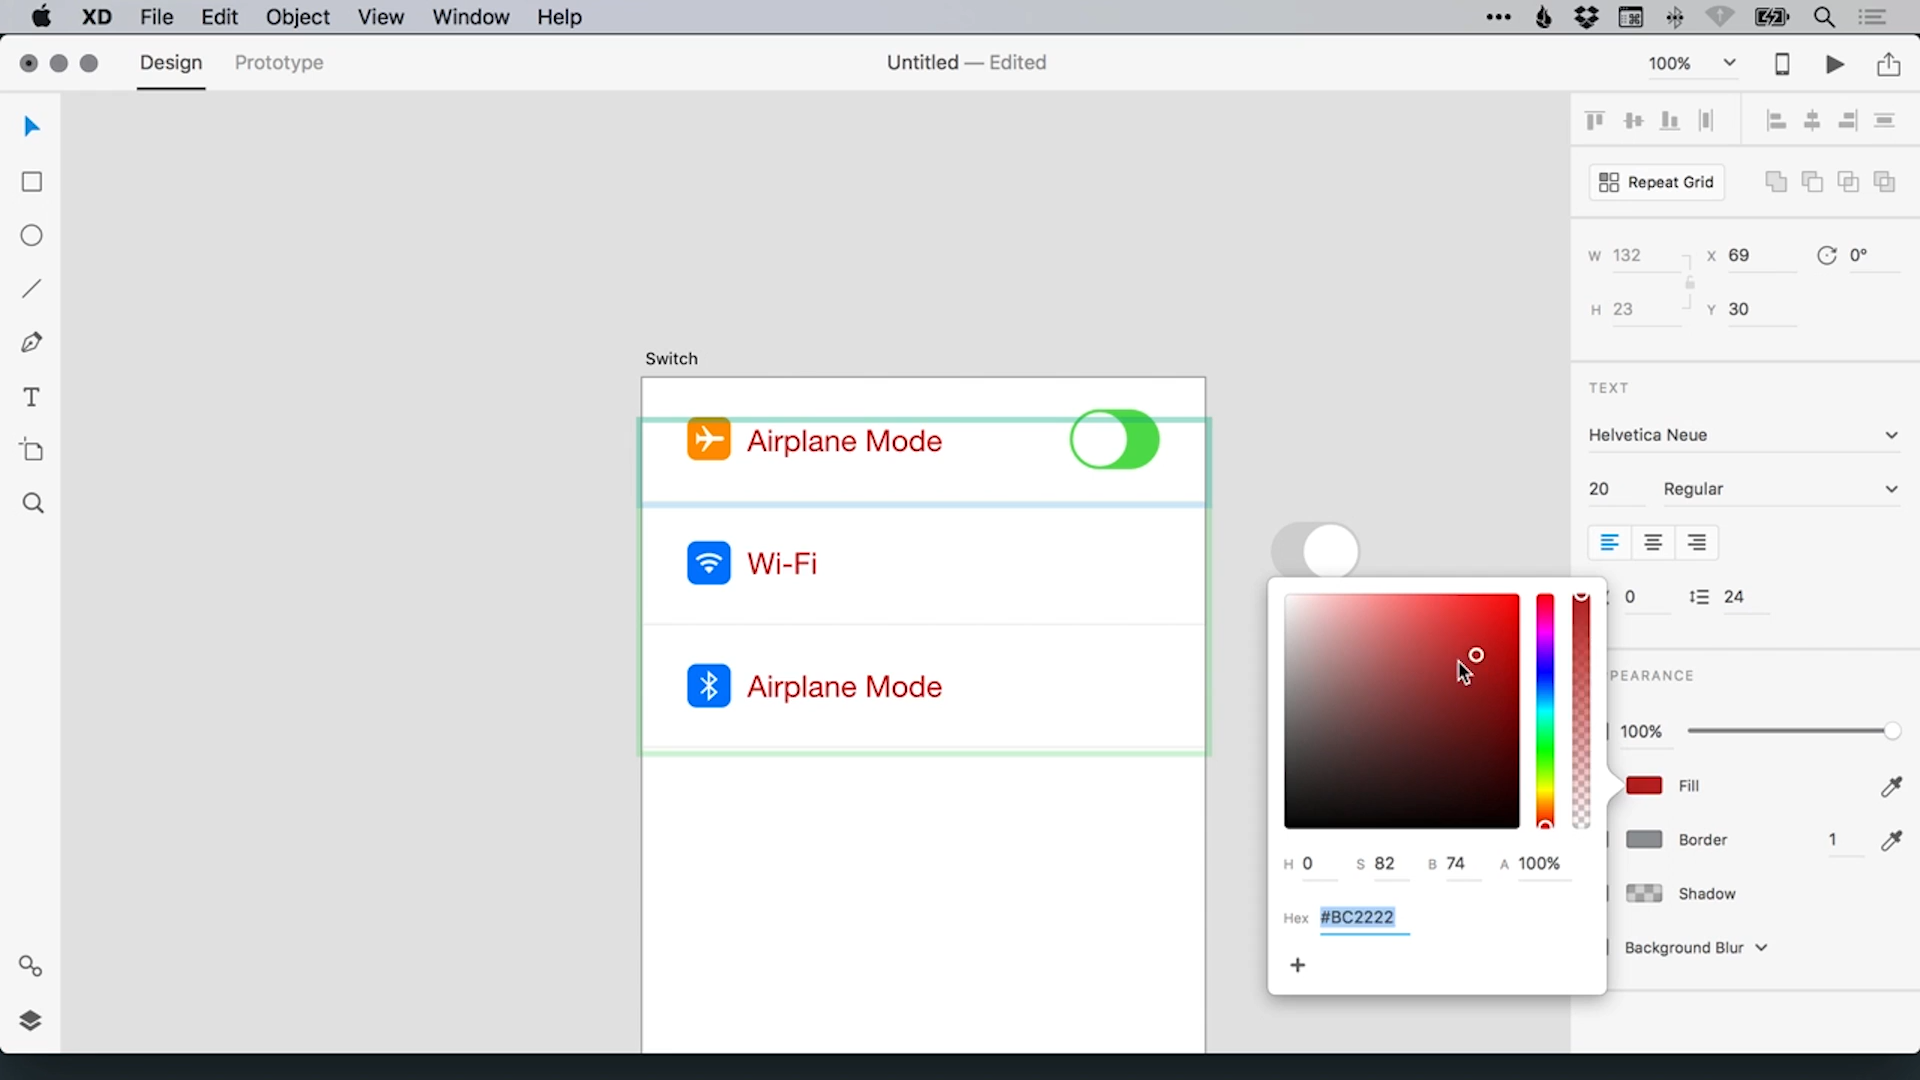 XD File Edit Object View Window Help
Design Prototype Untitled — Edited 100%
Repeat Grid
W 132 X 69 0°
H 23 Y 30
TEXT
Helvetica Neue
20 Regular
0 24
PEARANCE
100%
Fill
Border 1
Shadow
Background Blur
Switch
Airplane Mode
Wi-Fi
Airplane Mode
H 0 S 82 B 74 A 100%
Hex #BC2222
+